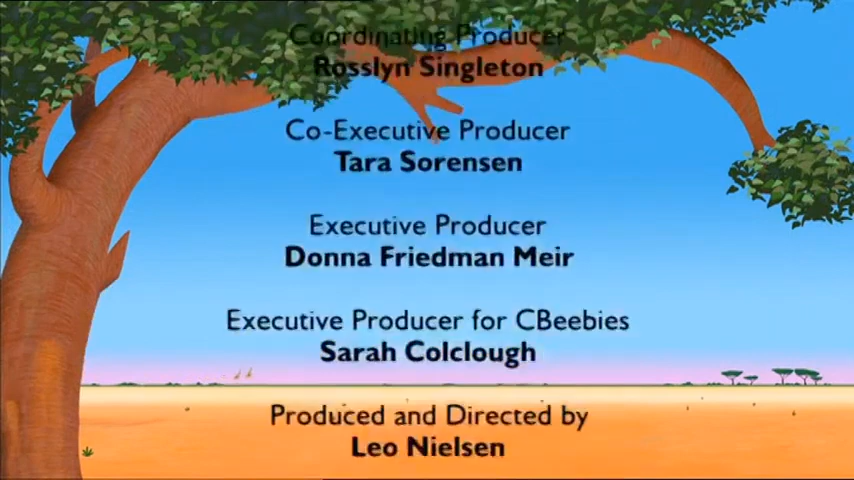 Coordinating Producer
Rosslyn Singleton
Co-Executive Producer
Tara Sorensen
Executive Producer
Donna Friedman Meir
Executive Producer for CBeebies
Sarah Colclough
Produced and Directed by
Leo Nielsen